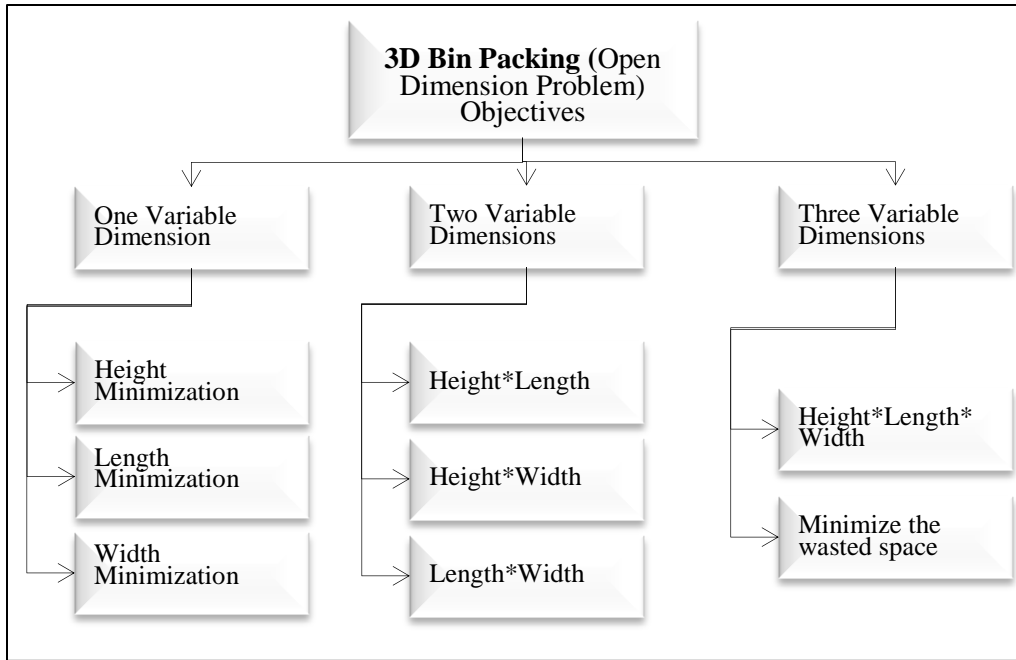 3D Bin Packing (Open
Dimension Problem)
Objectives
One Variable
Dimension
Height
Minimization
Length
Minimization
Width
Minimization
Two Variable
Dimensions
Height*Length
Height*Width
Length*Width
Three Variable
Dimensions
Height*Length*
Width
Minimize the
wasted space